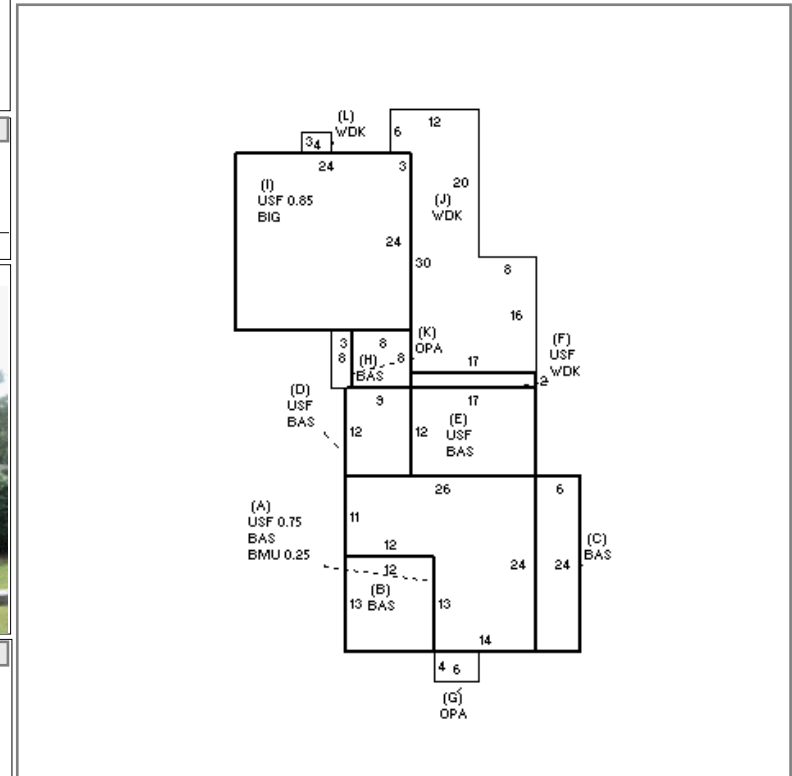 (L)
WDK
3 4
6
12
24
3
(I)
USF 0.85
BIG
20
(J)
WDK
24
30
8
16
(K)
OPA
(F)
USF
WDK
3
8
8
8
(H)
BAS
17
2
(D)
USF
BAS
9
17
12
12
(E)
USF
BAS
26
6
(A)
USF 0.75
BAS
BMU 0.25
11
12
12
(B)
BAS
13
13
24
24
(C)
BAS
14
4
6
(G)
OPA